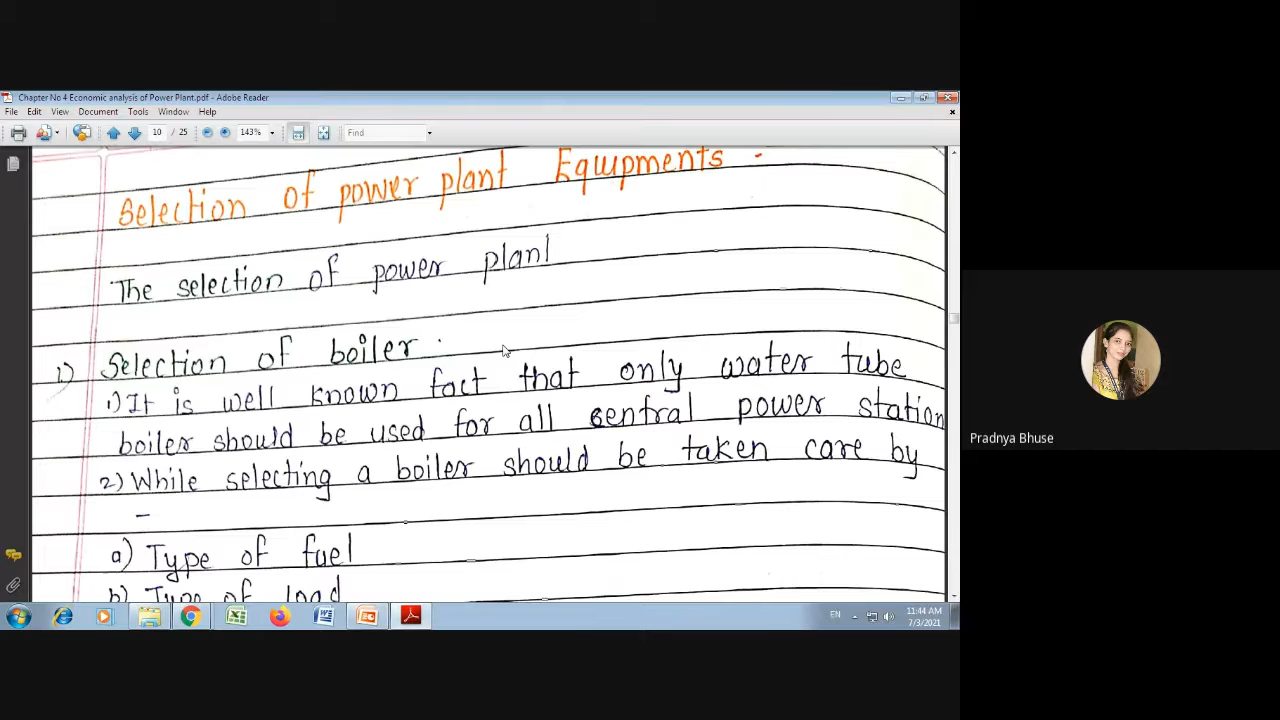 Chapter No 4 Economic analysis of Power Plant.pdf - Adobe Reader
File Edit View Document Tools Window Help
10 / 25 143% Find
Selection of power plant Equipments.
The selection of power plant
1) Selection of boiler.
1) It is well known fact that only water tube
boiler should be used for all central power station
2) While selecting a boiler should be taken care by
-
a) Type of fuel
b) Type of load
Pradnya Bhuse
EN 11:44 AM
7/3/2021